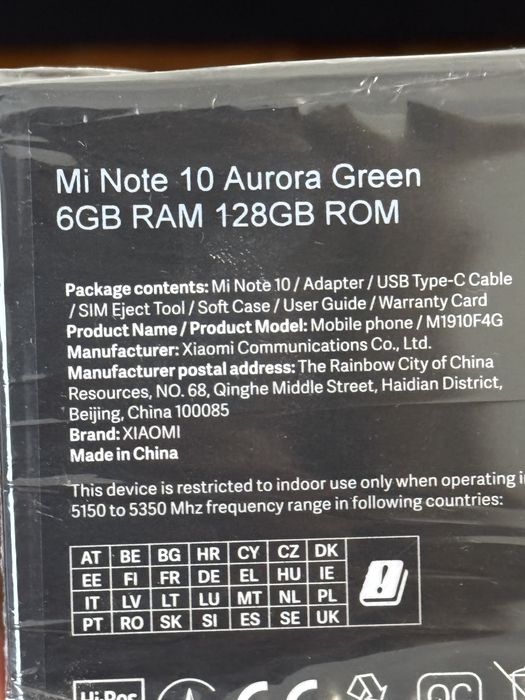 Mi Note 10 Aurora Green
6GB RAM 128GB ROM
Package contents: Mi Note 10 / Adapter / USB Type-C Cable
/ SIM Eject Tool / Soft Case / User Guide / Warranty Card
Product Name / Product Model: Mobile phone / M1910F4G
Manufacturer: Xiaomi Communications Co., Ltd.
Manufacturer postal address: The Rainbow City of China
Resources, NO. 68, Qinghe Middle Street, Haidian District,
Beijing, China 100085
Brand: XIAOMI
Made in China
This device is restricted to indoor use only when operating i
5150 to 5350 Mhz frequency range in following countries:
AT BE BG HR CY CZ DK
EE FI FR DE EL HU IE
IT LV LT LU MT NL PL
PT RO SK SI ES SE UK
Hi-Res
CE